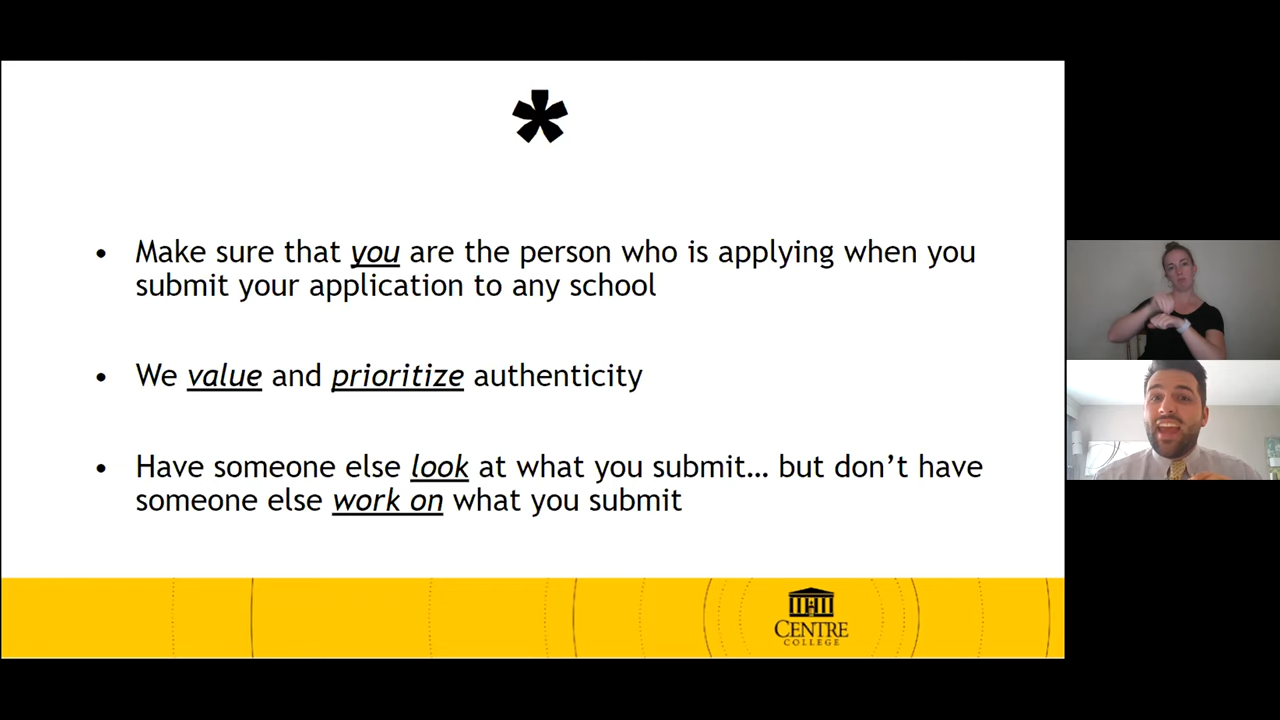 *
• Make sure that you are the person who is applying when you
submit your application to any school
• We value and prioritize authenticity
• Have someone else look at what you submit… but don’t have
someone else work on what you submit
CENTRE
COLLEGE